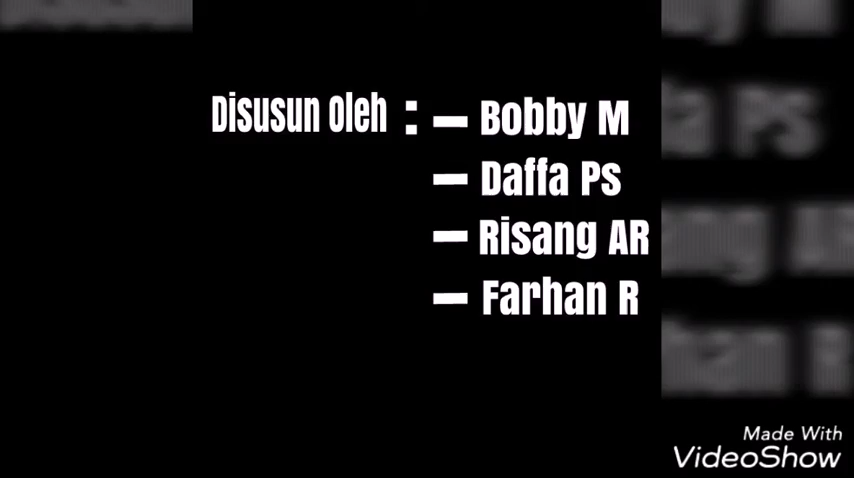 Disusun Oleh : – Bobby M
– Daffa Ps
– Risang AR
– Farhan R
Made With
VideoShow